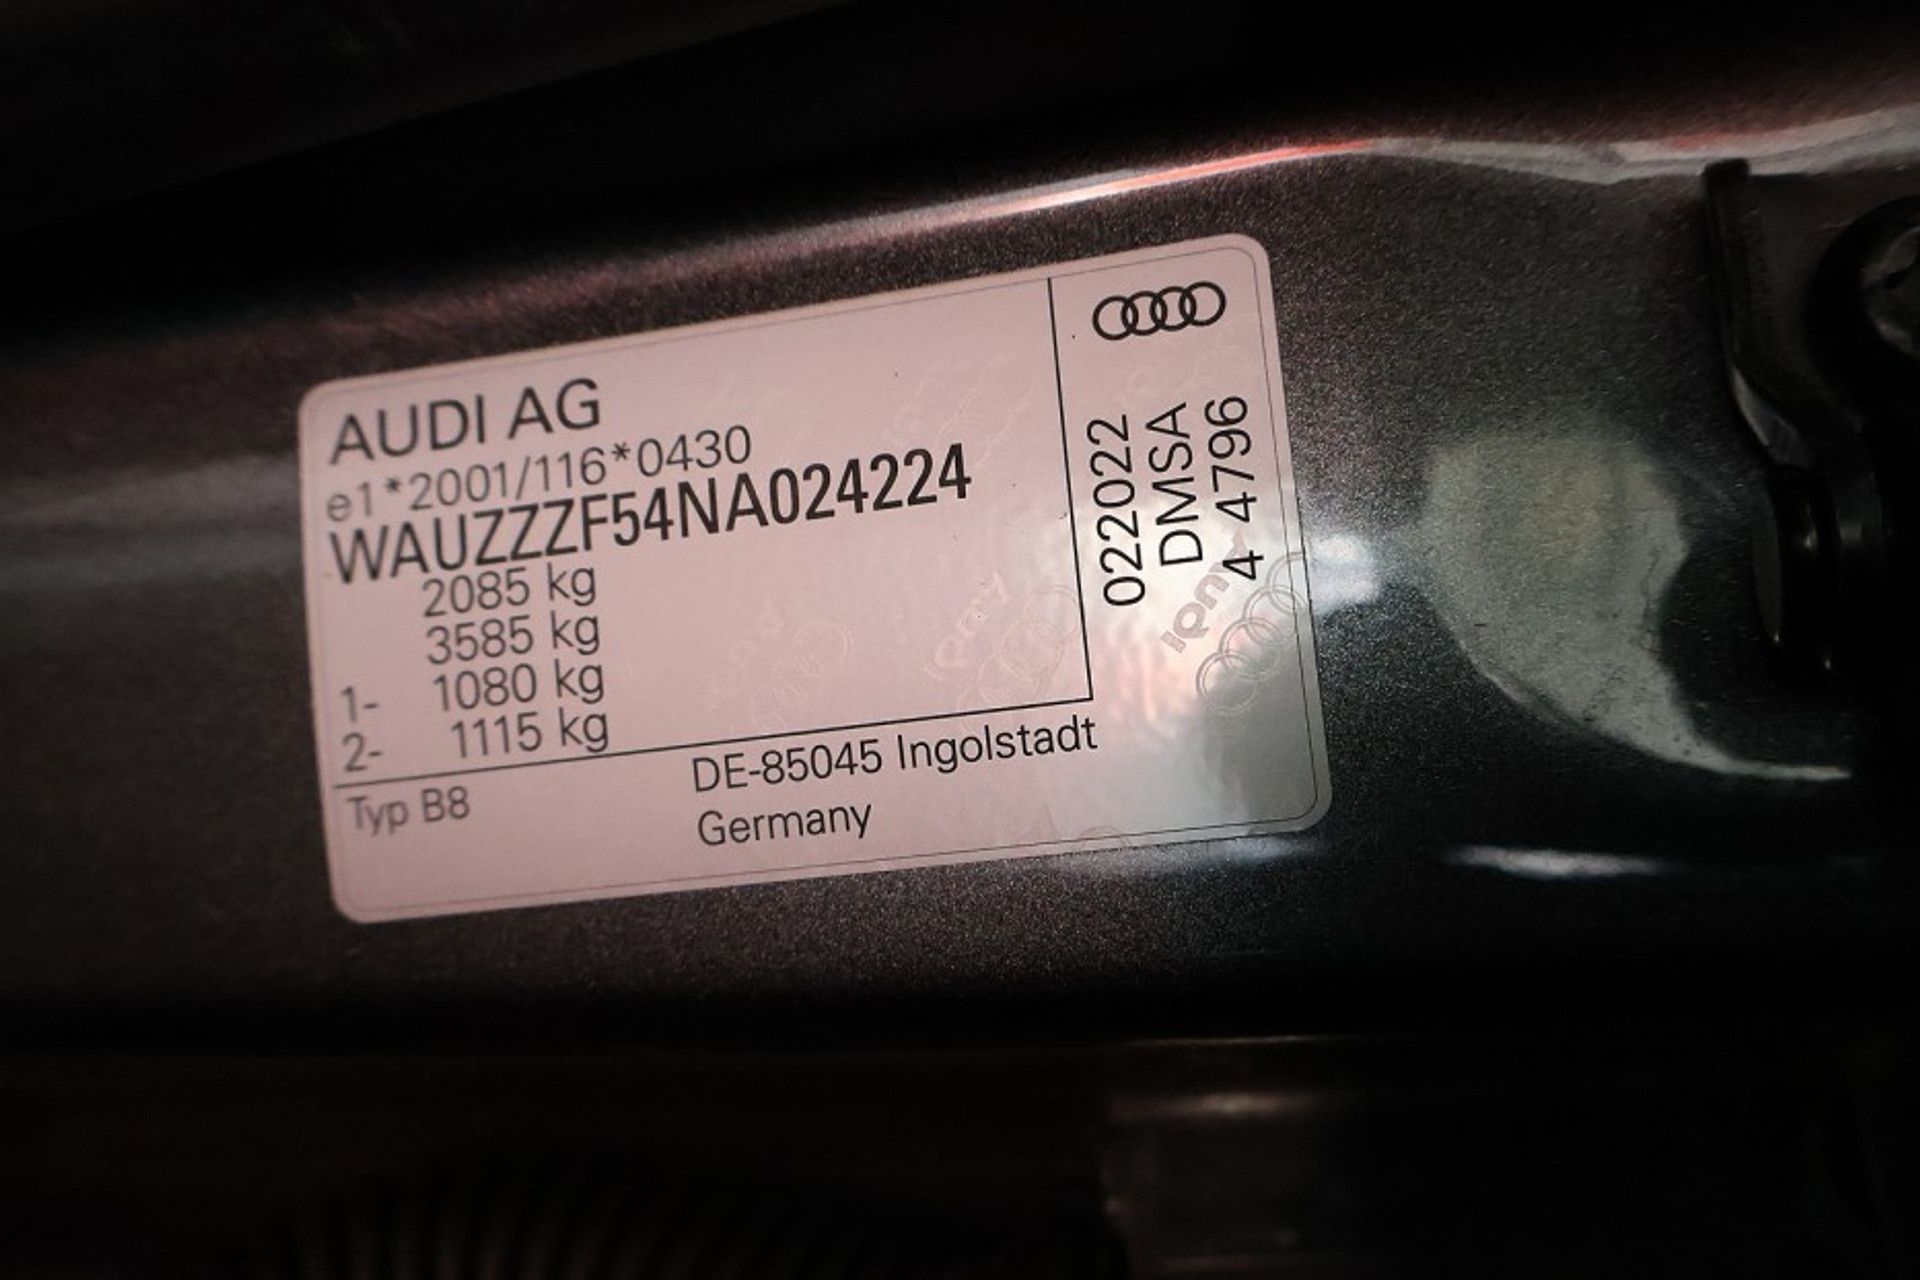 AUDI AG
e1*2001/116*0430
WAUZZZF54NA024224
2085 kg
3585 kg
1- 1080 kg
2- 1115 kg
Typ B8
DE-85045 Ingolstadt
Germany
022022
DMSA
4 4796
Audi